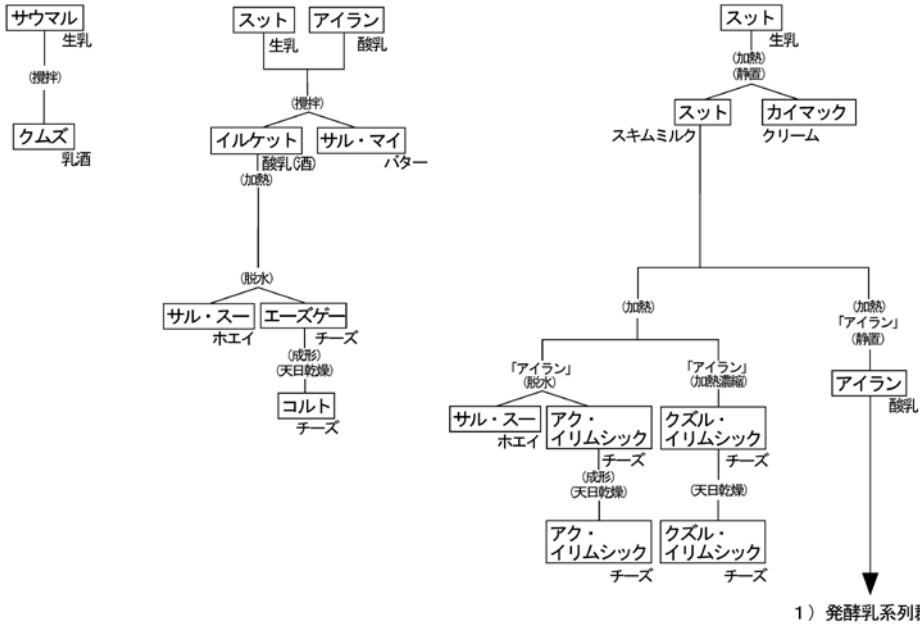 サウマル
生乳
(攪拌)
クムズ
乳酒
スット
アイラン
生乳
酸乳
(攪拌)
イルケット
サル・マイ
酸乳(酒)
バター
(加熱)
(脱水)
サル・スー
エーズゲー
ホエイ
チーズ
(成形)
(天日乾燥)
コルト
チーズ
スット
生乳
(加熱)
(静置)
スット
カイマック
スキムミルク
クリーム
(加熱)
「アイラン」
(脱水)
サル・スー
ホエイ
アク・
イリムシック
チーズ
(成形)
(天日乾燥)
アク・
イリムシック
チーズ
「アイラン」
(加熱濃縮)
クズル・
イリムシック
チーズ
(天日乾燥)
クズル・
イリムシック
チーズ
(加熱)
「アイラン」
(静置)
アイラン
酸乳
1）発酵乳系列